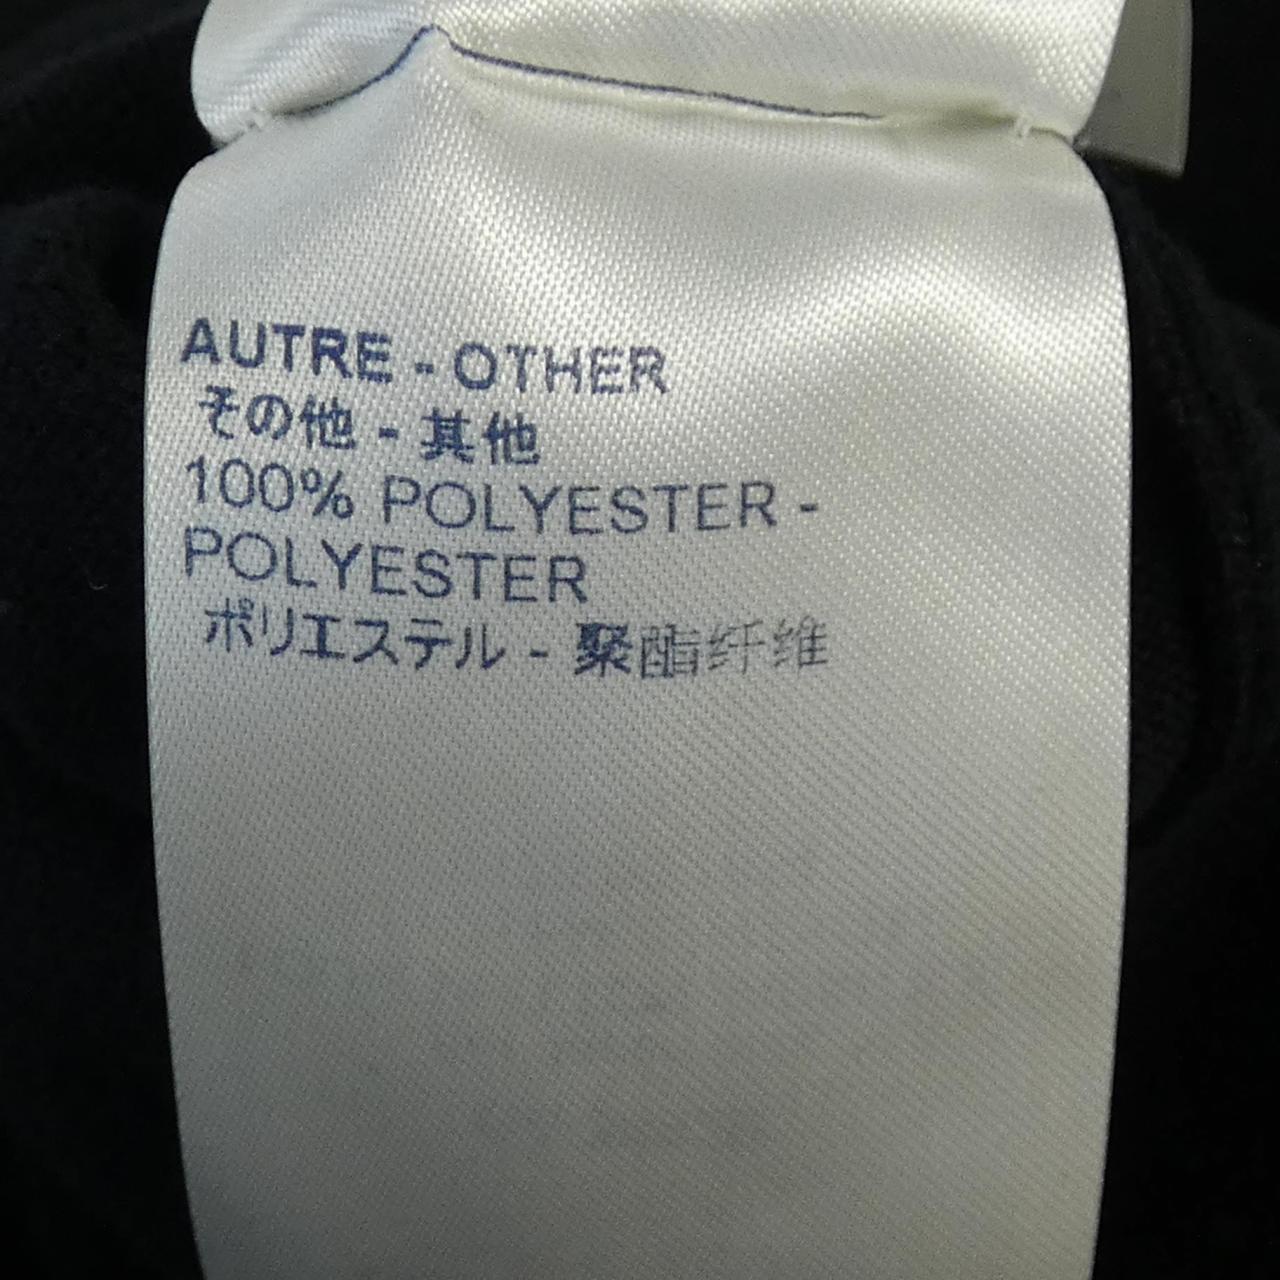 AUTRE - OTHER
その他 - 其他
100% POLYESTER -
POLYESTER
ポリエステル - 聚酯纤维